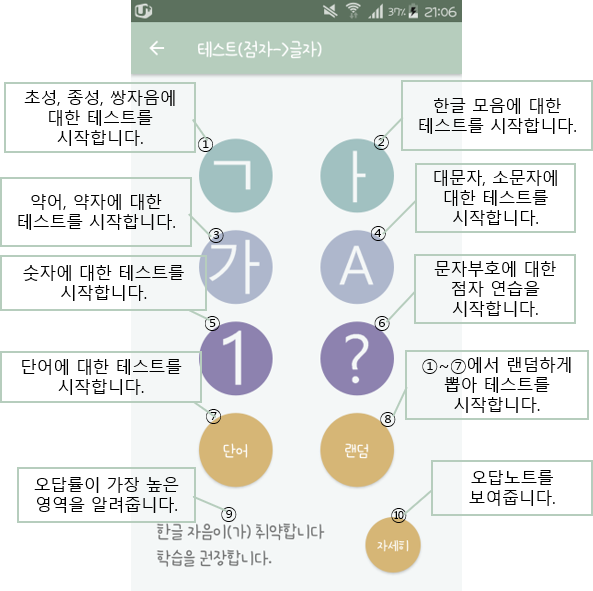 37% 21:06
테스트(점자->글자)
초성, 종성, 쌍자음에
대한 테스트를
시작합니다.
①
ㄱ
한글 모음에 대한
테스트를 시작합니다.
②
ㅏ
약어, 약자에 대한
테스트를 시작합니다.
③
가
대문자, 소문자에
대한 테스트를
시작합니다.
④
A
숫자에 대한 테스트를
시작합니다.
⑤
1
문자부호에 대한
점자 연습을
시작합니다.
⑥
?
단어에 대한 테스트를
시작합니다.
⑦
단어
①~⑦에서 랜덤하게
뽑아 테스트를
시작합니다.
⑧
랜덤
오답률이 가장 높은
영역을 알려줍니다.
⑨
한글 자음이(가) 취약합니다
학습을 권장합니다.
오답노트를
보여줍니다.
⑩
자세히